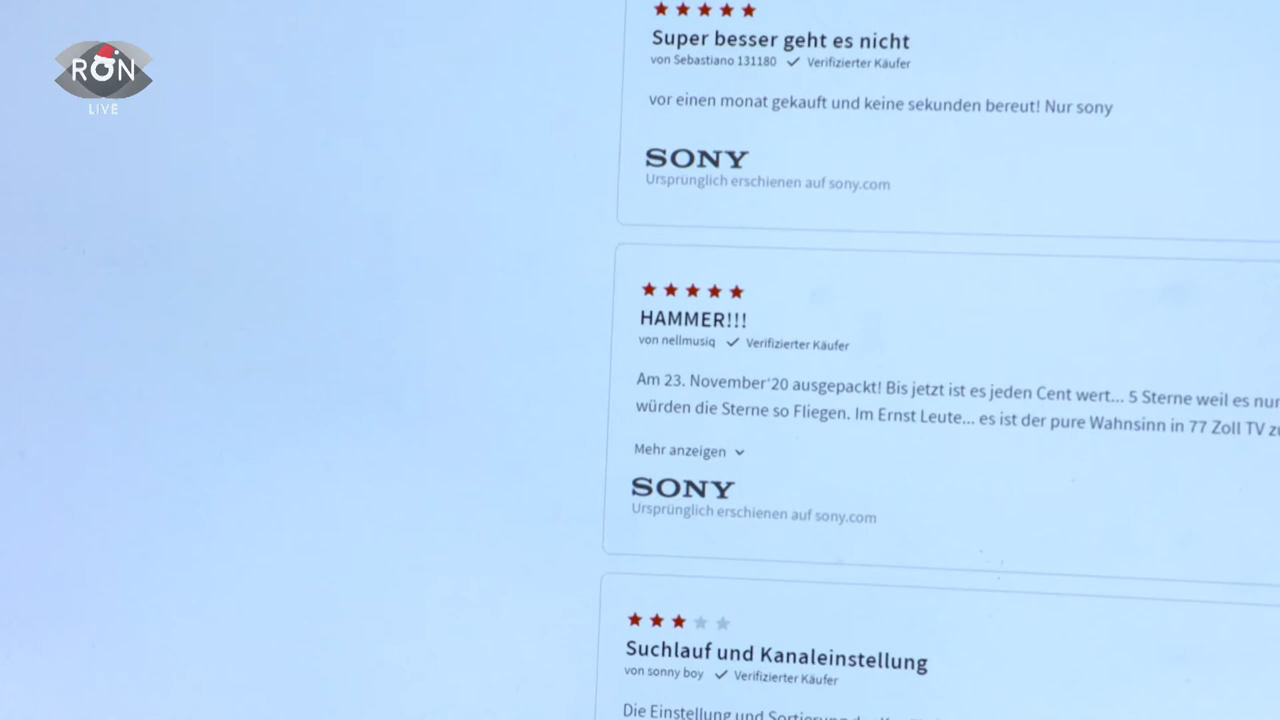 RON
LIVE
Super besser geht es nicht
von Sebastiano 131180 Verifizierter Käufer
vor einen monat gekauft und keine sekunden bereut! Nur sony
SONY
Ursprünglich erschienen auf sony.com
HAMMER!!!
von nellmusiq Verifizierter Käufer
Am 23. November'20 ausgepackt! Bis jetzt ist es jeden Cent wert... 5 Sterne weil es nur
würden die Sterne so Fliegen. Im Ernst Leute... es ist der pure Wahnsinn in 77 Zoll TV
Mehr anzeigen
SONY
Ursprünglich erschienen auf sony.com
Suchlauf und Kanaleinstellung
von sonny boy Verifizierter Käufer
Die Einstellung und